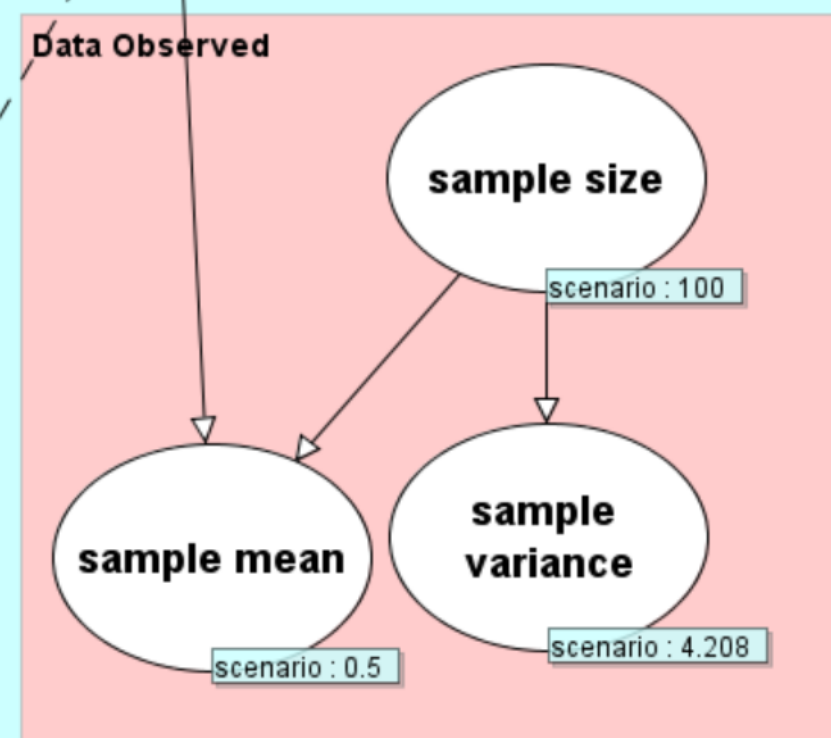 Data Observed
sample size
scenario : 100
sample
variance
sample mean
scenario : 4.208
scenario : 0.5